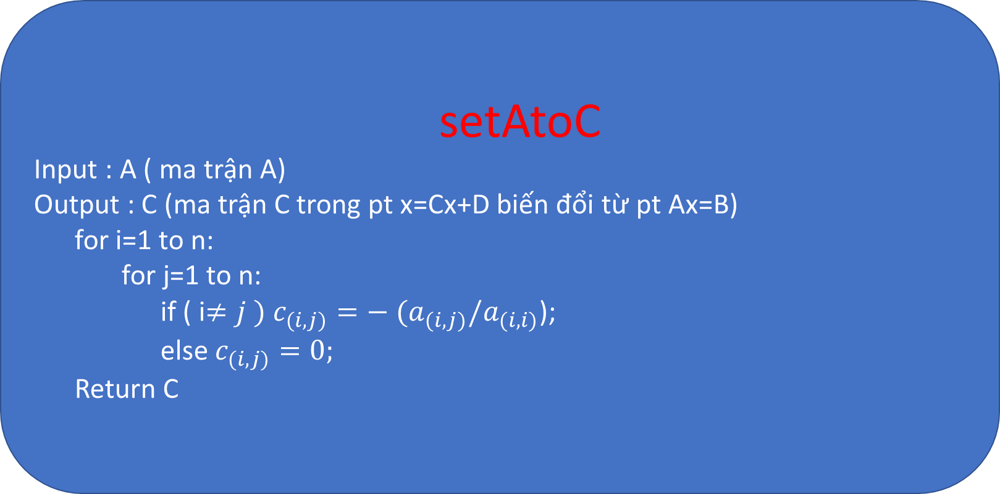 setAtoC
Input : A ( ma trận A)
Output : C (ma trận C trong pt x=Cx+D biến đổi từ pt Ax=B)
for i=1 to n:
for j=1 to n:
if ( i≠ 𝑗 ) 𝑐_(𝑖,𝑗) = − (𝑎_(𝑖,𝑗)/𝑎_(𝑖,𝑖));
else 𝑐_(𝑖,𝑗) = 0;
Return C